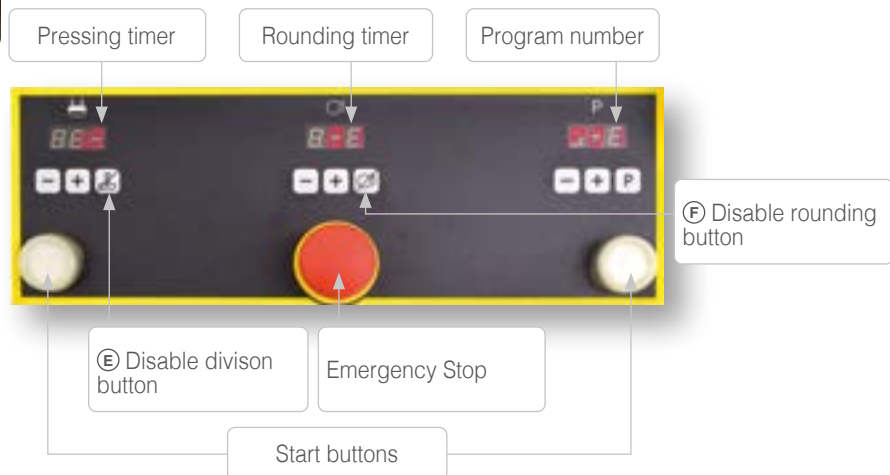 Pressing timer
Rounding timer
Program number
P
− + 
− + 
− + P
Ⓕ Disable rounding
button
Ⓔ Disable divison
button
Emergency Stop
Start buttons